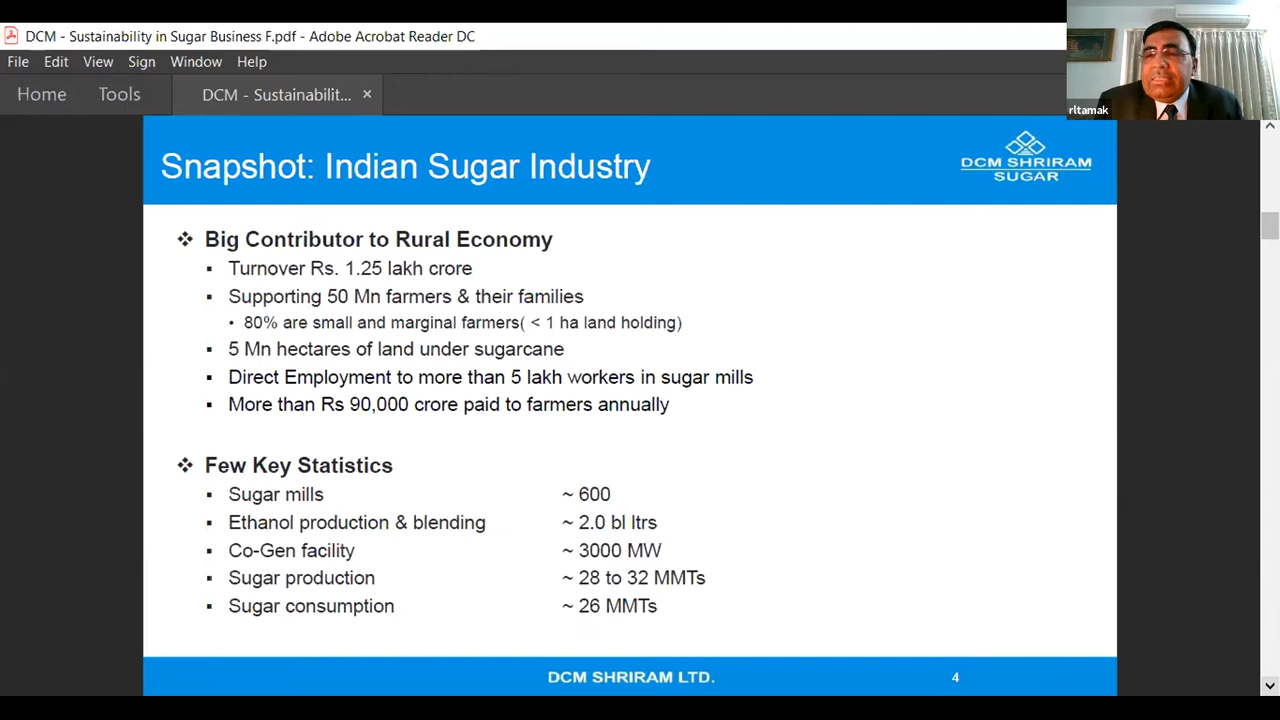 DCM - Sustainability in Sugar Business F.pdf - Adobe Acrobat Reader DC
File Edit View Sign Window Help
Home Tools DCM - Sustainabilit... ×
rltamak
Snapshot: Indian Sugar Industry
DCM SHRIRAM
SUGAR
❖ Big Contributor to Rural Economy
▪ Turnover Rs. 1.25 lakh crore
▪ Supporting 50 Mn farmers & their families
• 80% are small and marginal farmers( < 1 ha land holding)
▪ 5 Mn hectares of land under sugarcane
▪ Direct Employment to more than 5 lakh workers in sugar mills
▪ More than Rs 90,000 crore paid to farmers annually
❖ Few Key Statistics
▪ Sugar mills ~ 600
▪ Ethanol production & blending ~ 2.0 bl ltrs
▪ Co-Gen facility ~ 3000 MW
▪ Sugar production ~ 28 to 32 MMTs
▪ Sugar consumption ~ 26 MMTs
DCM SHRIRAM LTD. 4